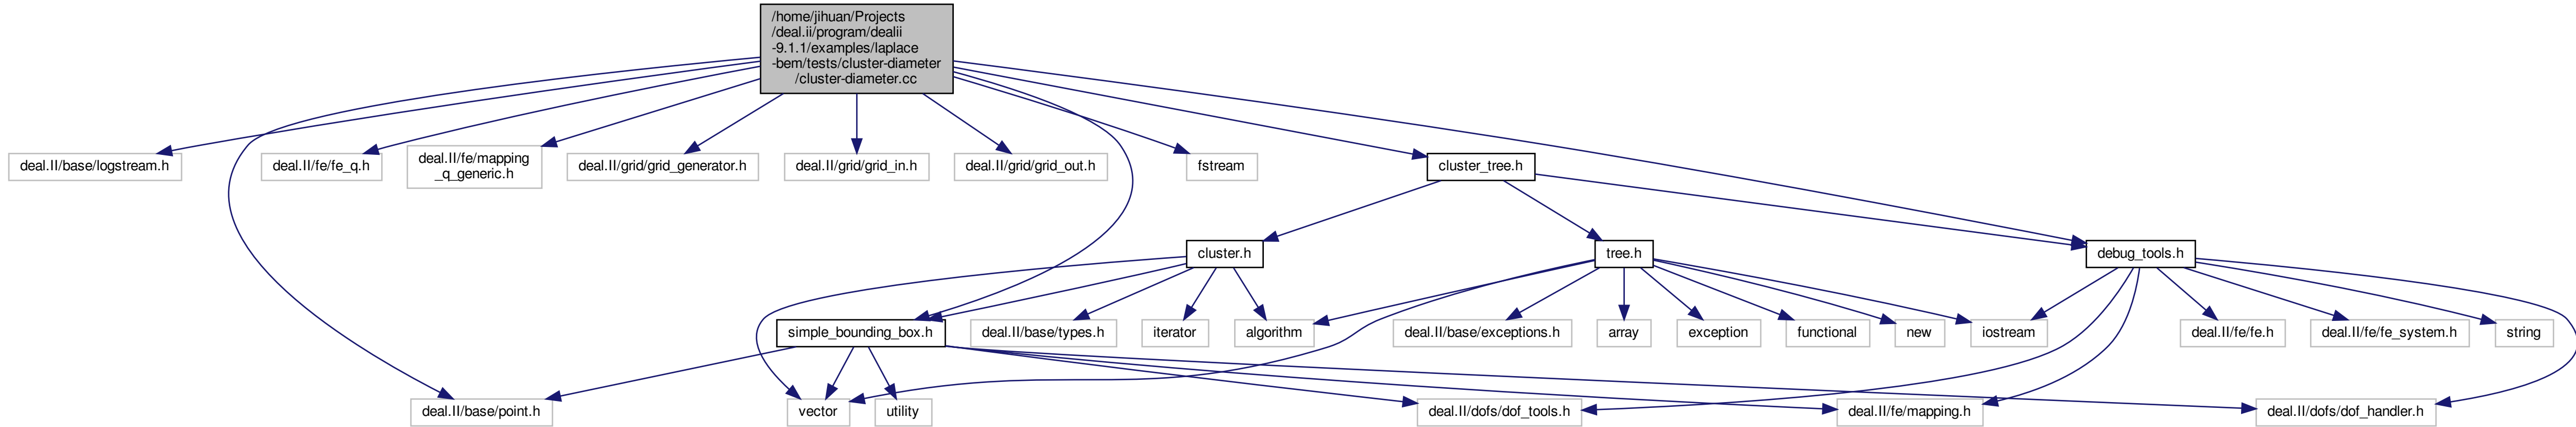 /home/jihuan/Projects
/deal.ii/program/dealii
-9.1.1/examples/laplace
-bem/tests/cluster-diameter
/cluster-diameter.cc
deal.II/base/logstream.h
deal.II/fe/fe_q.h
deal.II/fe/mapping
_q_generic.h
deal.II/grid/grid_generator.h
deal.II/grid/grid_in.h
deal.II/grid/grid_out.h
fstream
cluster_tree.h
cluster.h
tree.h
debug_tools.h
simple_bounding_box.h
deal.II/base/types.h
iterator
algorithm
deal.II/base/exceptions.h
array
exception
functional
new
iostream
deal.II/fe/fe.h
deal.II/fe/fe_system.h
string
deal.II/base/point.h
vector
utility
deal.II/dofs/dof_tools.h
deal.II/fe/mapping.h
deal.II/dofs/dof_handler.h